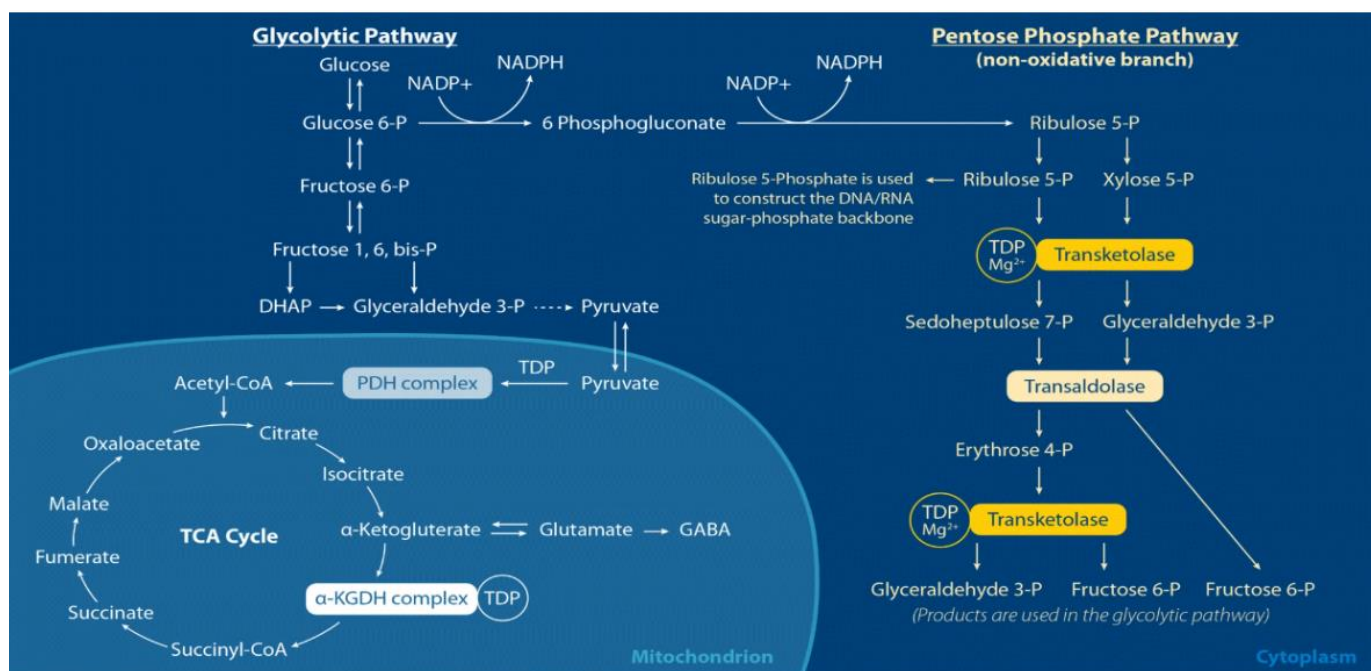 Glycolytic Pathway
Glucose
NADP+
NADPH
NADP+
NADPH
Pentose Phosphate Pathway
(non-oxidative branch)
Glucose 6-P
6 Phosphogluconate
Ribulose 5-P
Fructose 6-P
Ribulose 5-Phosphate is used
to construct the DNA/RNA
sugar-phosphate backbone
Ribulose 5-P
Xylose 5-P
Fructose 1, 6, bis-P
TDP
Mg²⁺
Transketolase
DHAP
Glyceraldehyde 3-P
Pyruvate
Sedoheptulose 7-P
Glyceraldehyde 3-P
Acetyl-CoA
PDH complex
TDP
Pyruvate
Transaldolase
Oxaloacetate
Citrate
Erythrose 4-P
Isocitrate
Malate
TCA Cycle
α-Ketogluterate
Glutamate
GABA
TDP
Mg²⁺
Transketolase
Fumerate
α-KGDH complex
TDP
Glyceraldehyde 3-P
Fructose 6-P
Fructose 6-P
(Products are used in the glycolytic pathway)
Succinate
Succinyl-CoA
Mitochondrion
Cytoplasm